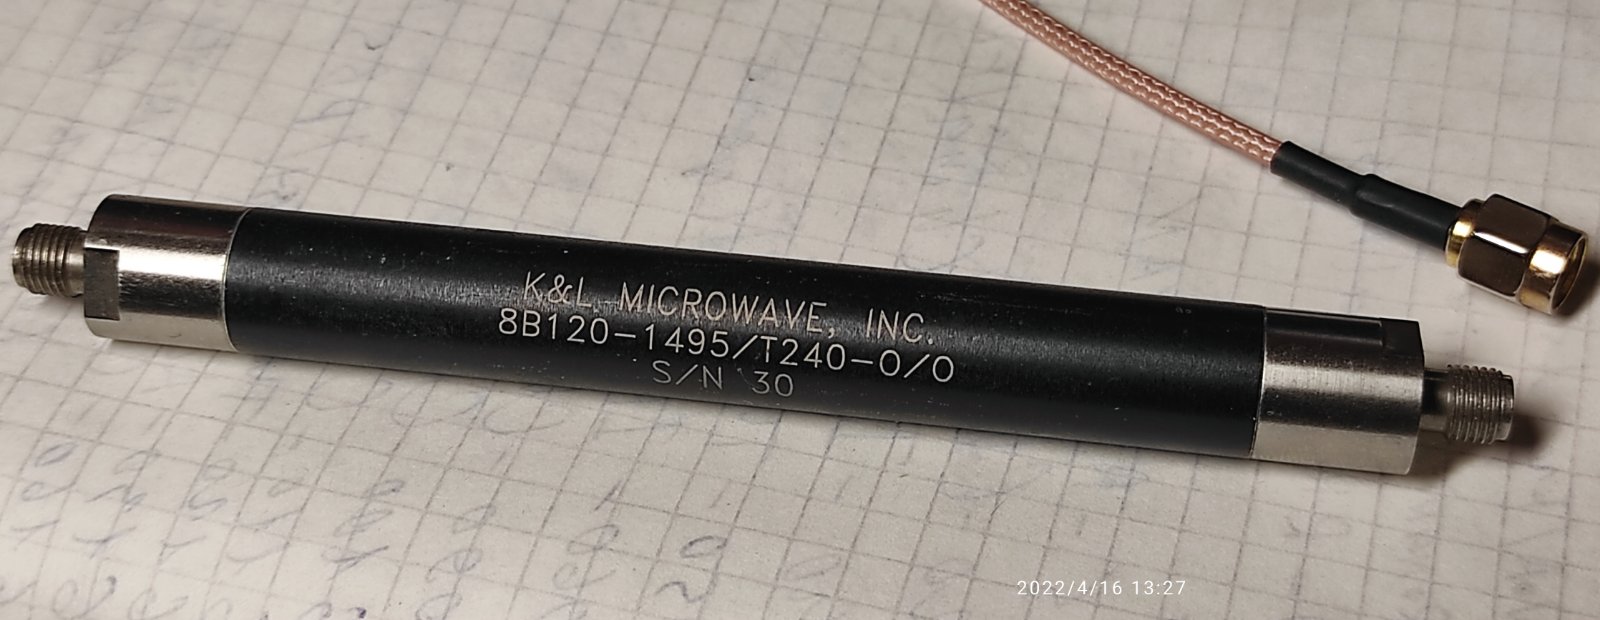 K&L MICROWAVE, INC.
8B120-1495/T240-O/O
S/N 30
2022/4/16 13:27